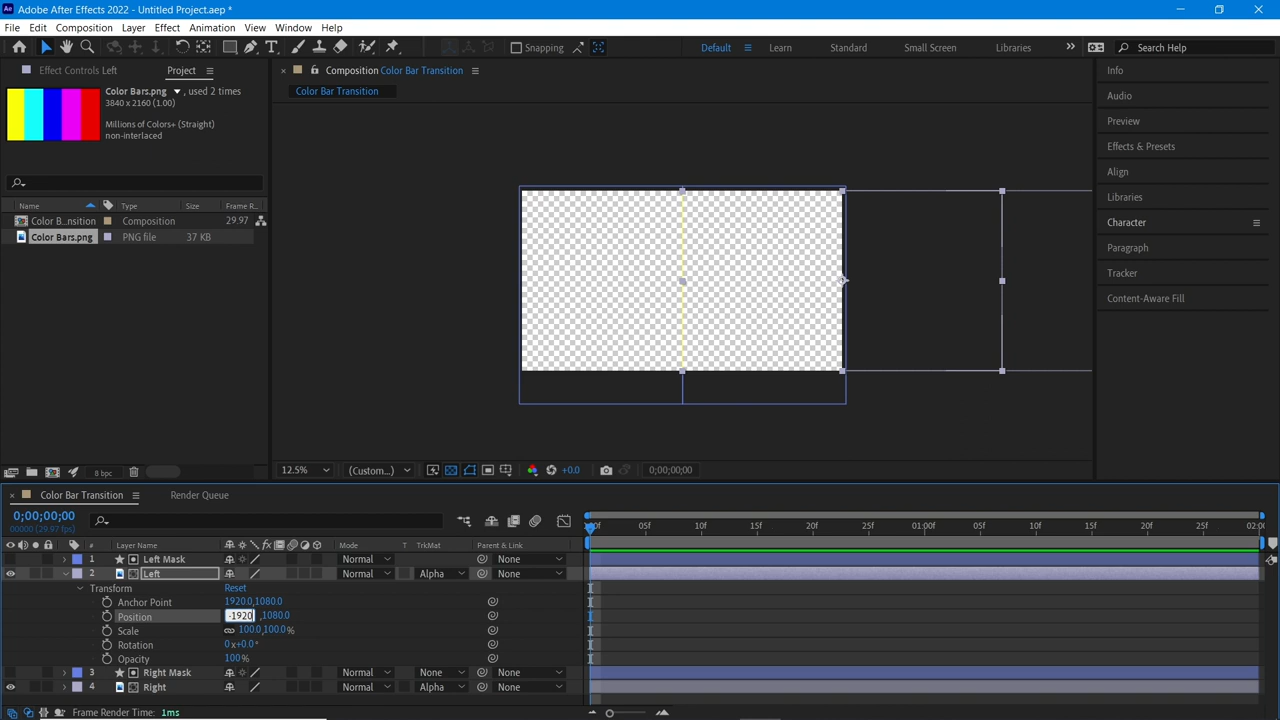 Adobe After Effects 2022 - Untitled Project.aep *
File Edit Composition Layer Effect Animation View Window Help
Snapping Default Learn Standard Small Screen Libraries Search Help
Effect Controls Left Project
Color Bars.png ▼ , used 2 times
3840 x 2160 (1.00)
Millions of Colors+ (Straight)
non-interlaced
Name Type Size Frame R...
Color B...nsition Composition 29.97
Color Bars.png PNG file 37 KB
8 bpc
Composition Color Bar Transition
Color Bar Transition
12.5% (Custom...) +0.0 0;00;00;00
Info
Audio
Preview
Effects & Presets
Align
Libraries
Character
Paragraph
Tracker
Content-Aware Fill
Color Bar Transition Render Queue
0;00;00;00
00000 (29.97 fps)
05f 10f 15f 20f 25f 01:00f 05f 10f 15f 20f 25f
# Layer Name Mode T TrkMat Parent & Link
1 Left Mask Normal None
2 Left Normal Alpha None
Transform Reset
Anchor Point 1920.0,1080.0
Position -1920 ,1080.0
Scale 100.0,100.0 %
Rotation 0 x+0.0 °
Opacity 100 %
3 Right Mask Normal None None
4 Right Normal Alpha None
Frame Render Time: 1ms